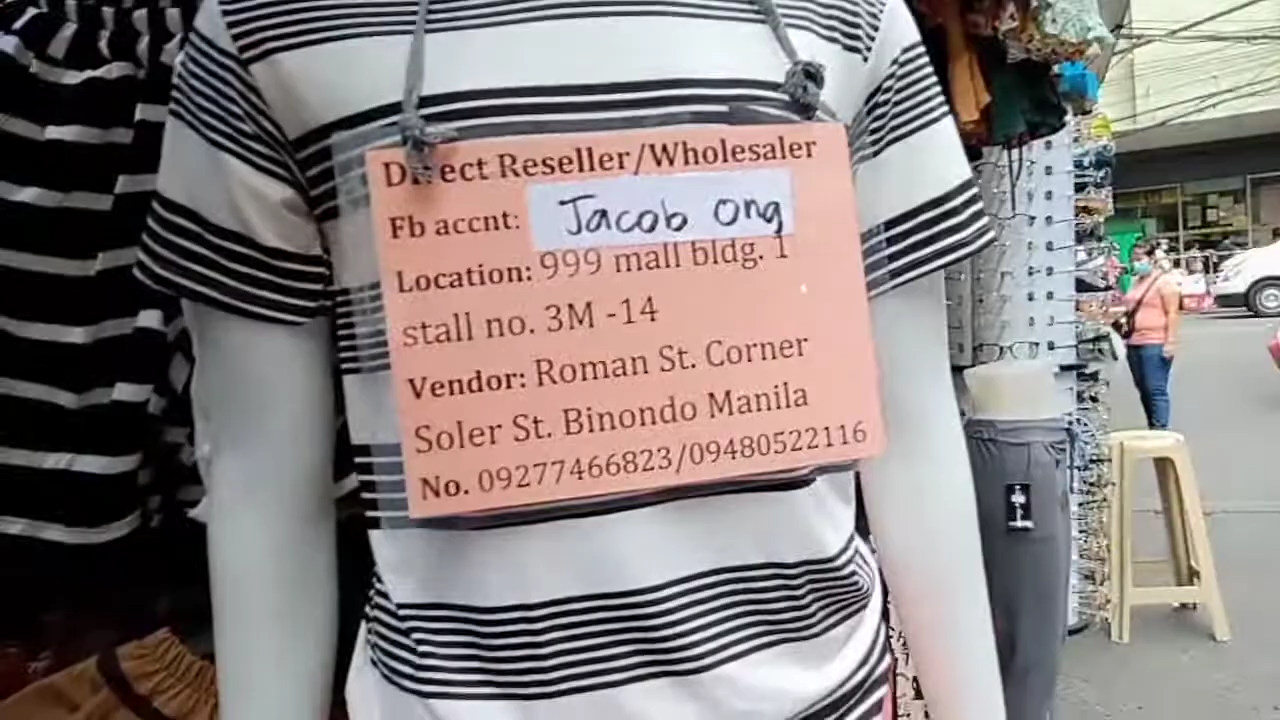 Direct Reseller/Wholesaler
Fb accnt: Jacob Ong
Location: 999 mall bldg. 1
stall no. 3M -14
Vendor: Roman St. Corner
Soler St. Binondo Manila
No. 09277466823/09480522116